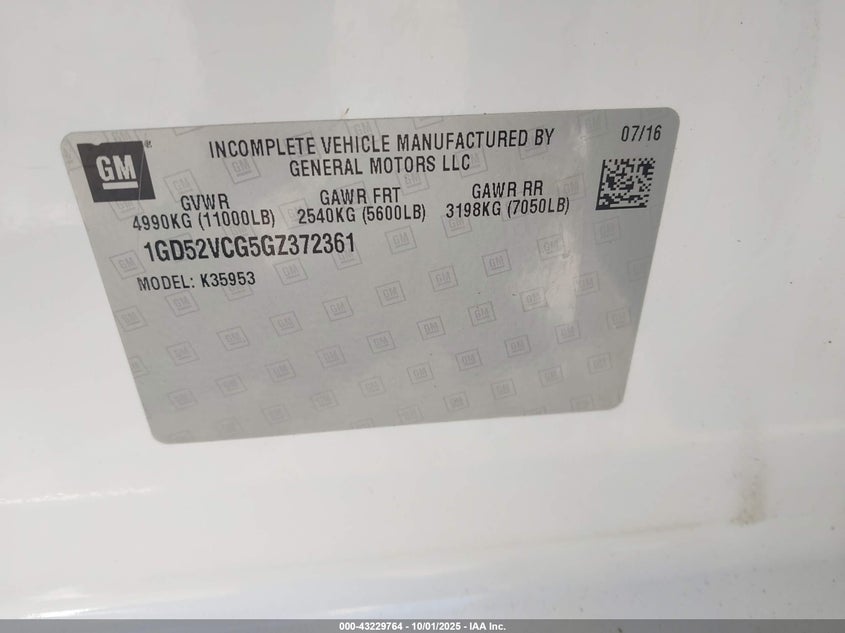 GM
INCOMPLETE VEHICLE MANUFACTURED BY
GENERAL MOTORS LLC
07/16
GVWR
4990KG (11000LB)
GAWR FRT
2540KG (5600LB)
GAWR RR
3198KG (7050LB)
1GD52VCG5GZ372361
MODEL: K35953
000-43229764 - 10/01/2025 - IAA Inc.